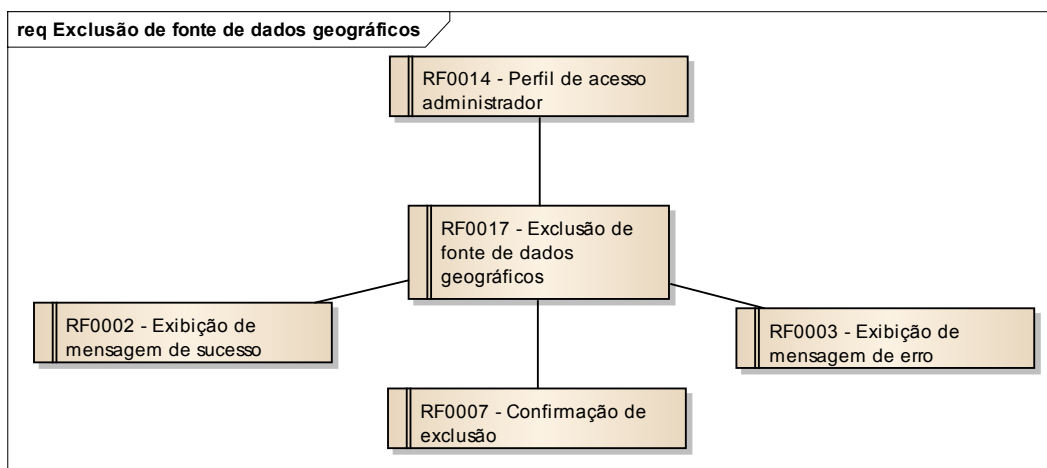 req Exclusão de fonte de dados geográficos
RF0014 - Perfil de acesso
administrador
RF0017 - Exclusão de
fonte de dados
geográficos
RF0002 - Exibição de
mensagem de sucesso
RF0003 - Exibição de
mensagem de erro
RF0007 - Confirmação de
exclusão